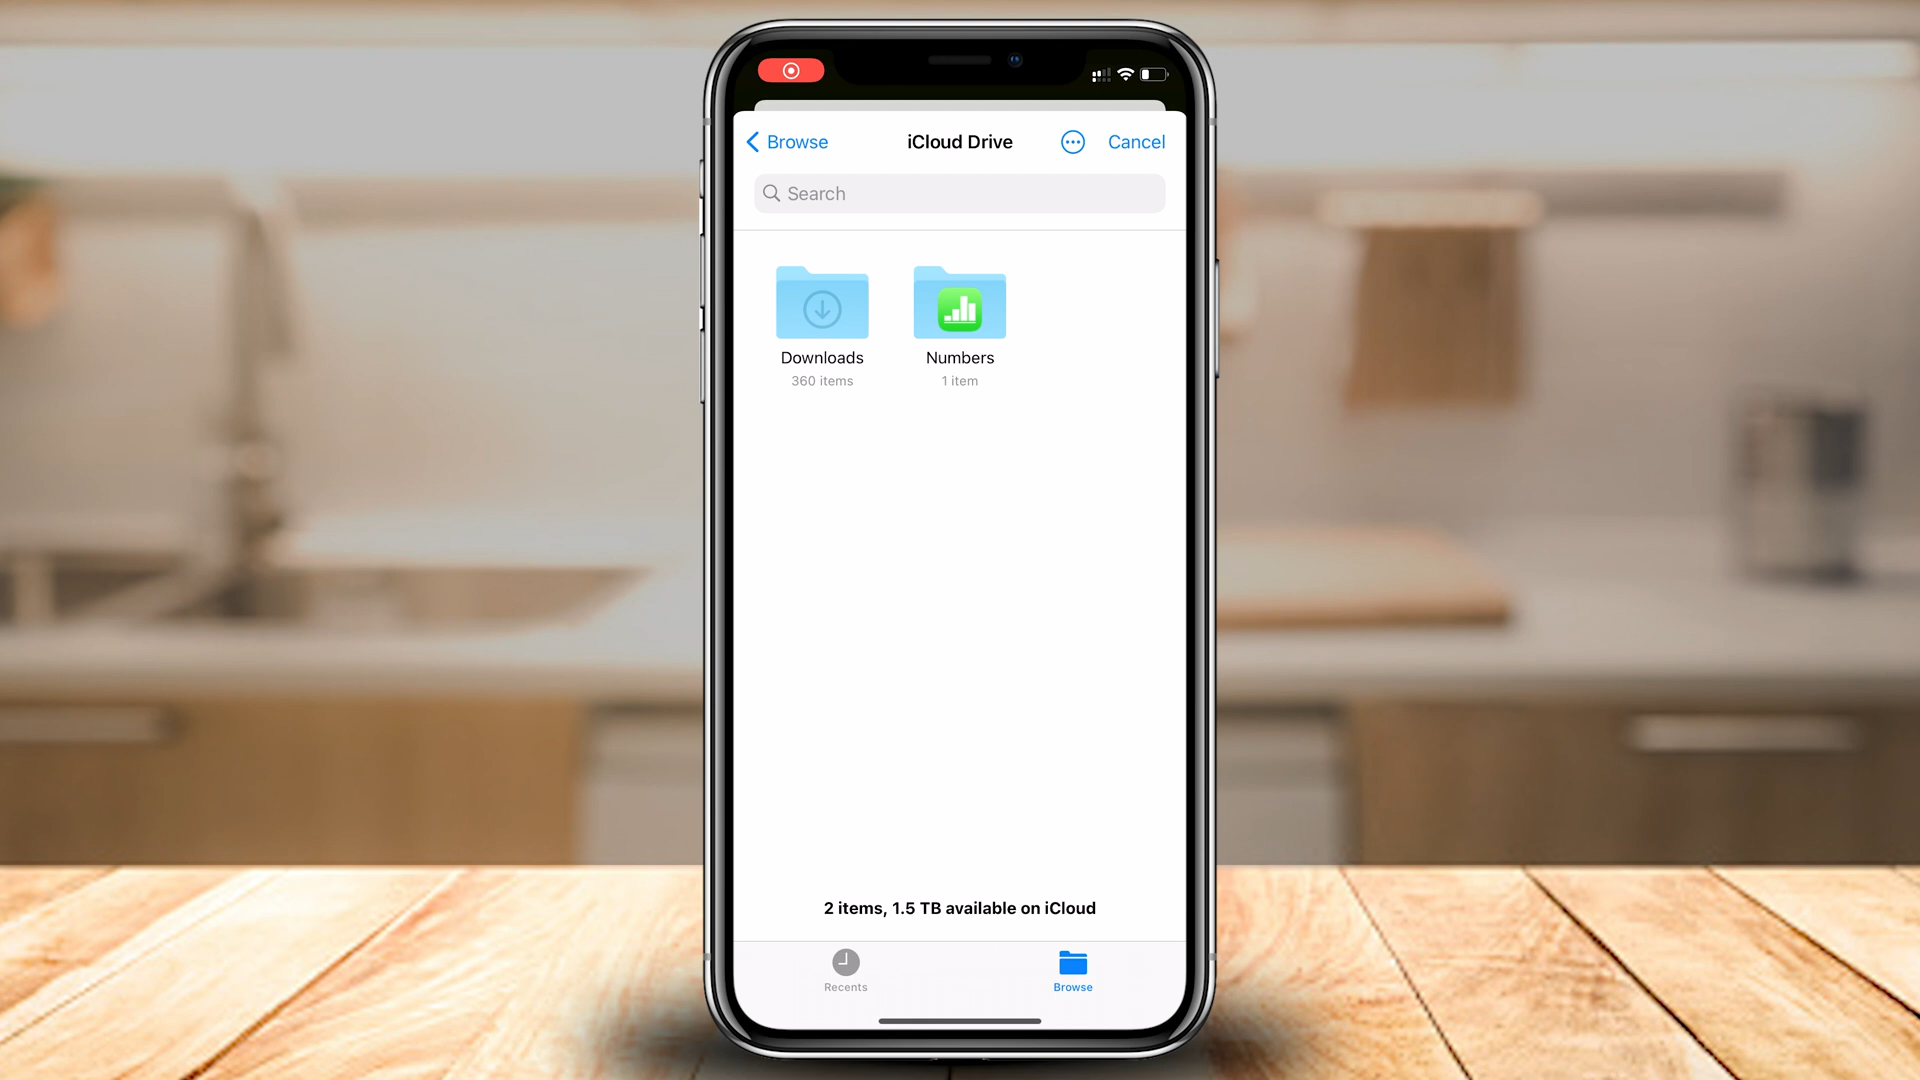 Browse
iCloud Drive
Cancel
Search
Downloads
360 items
Numbers
1 item
2 items, 1.5 TB available on iCloud
Recents
Browse